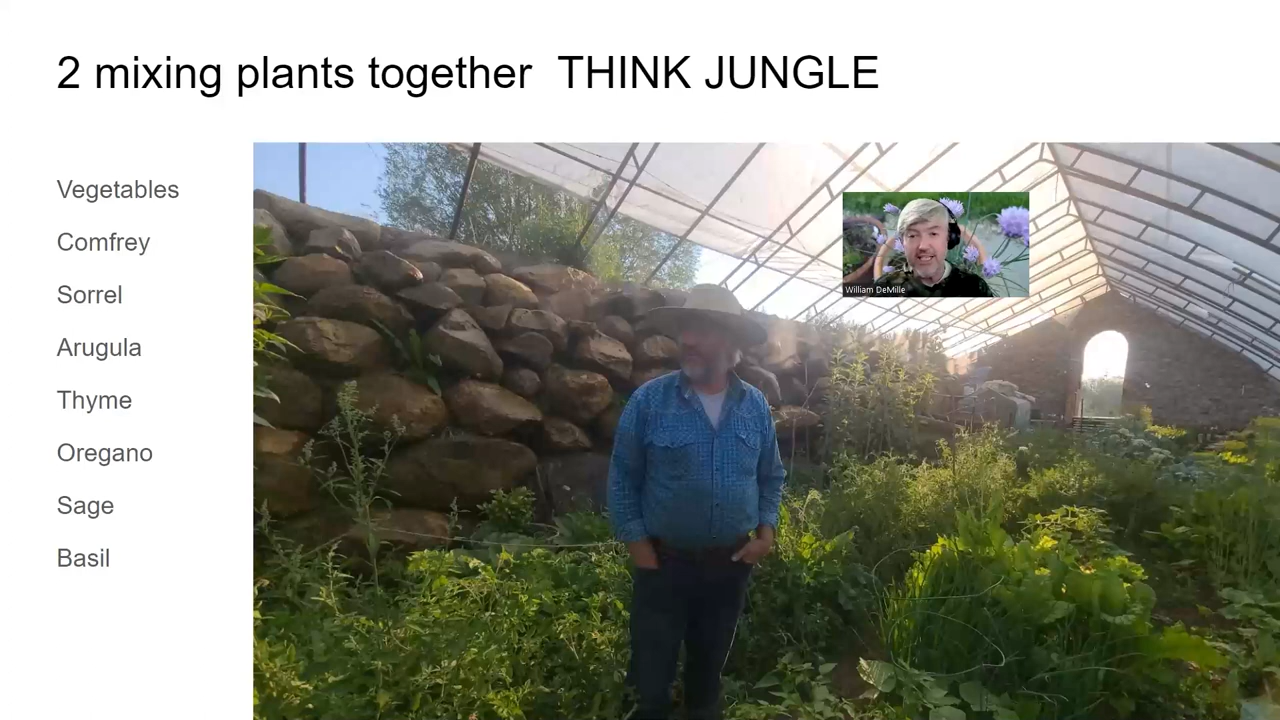 2 mixing plants together  THINK JUNGLE
Vegetables
Comfrey
Sorrel
Arugula
Thyme
Oregano
Sage
Basil
William DeMille